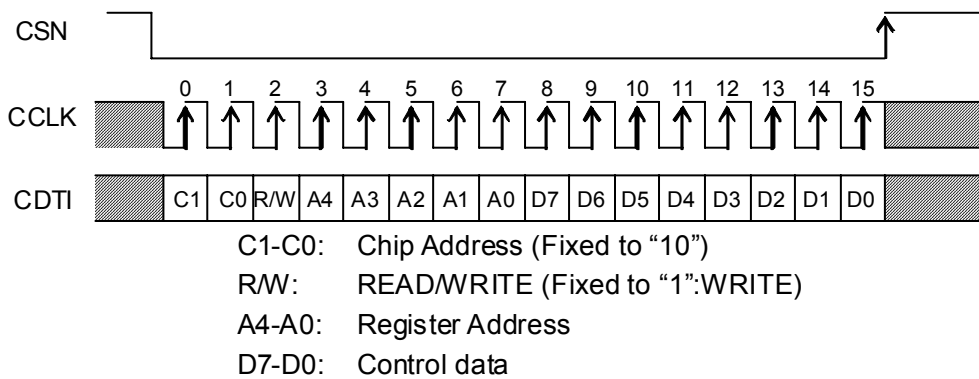 CSN
0 1 2 3 4 5 6 7 8 9 10 11 12 13 14 15
CCLK
CDTI C1 C0 R/W A4 A3 A2 A1 A0 D7 D6 D5 D4 D3 D2 D1 D0
C1-C0: Chip Address (Fixed to “10”)
R/W: READ/WRITE (Fixed to “1”:WRITE)
A4-A0: Register Address
D7-D0: Control data